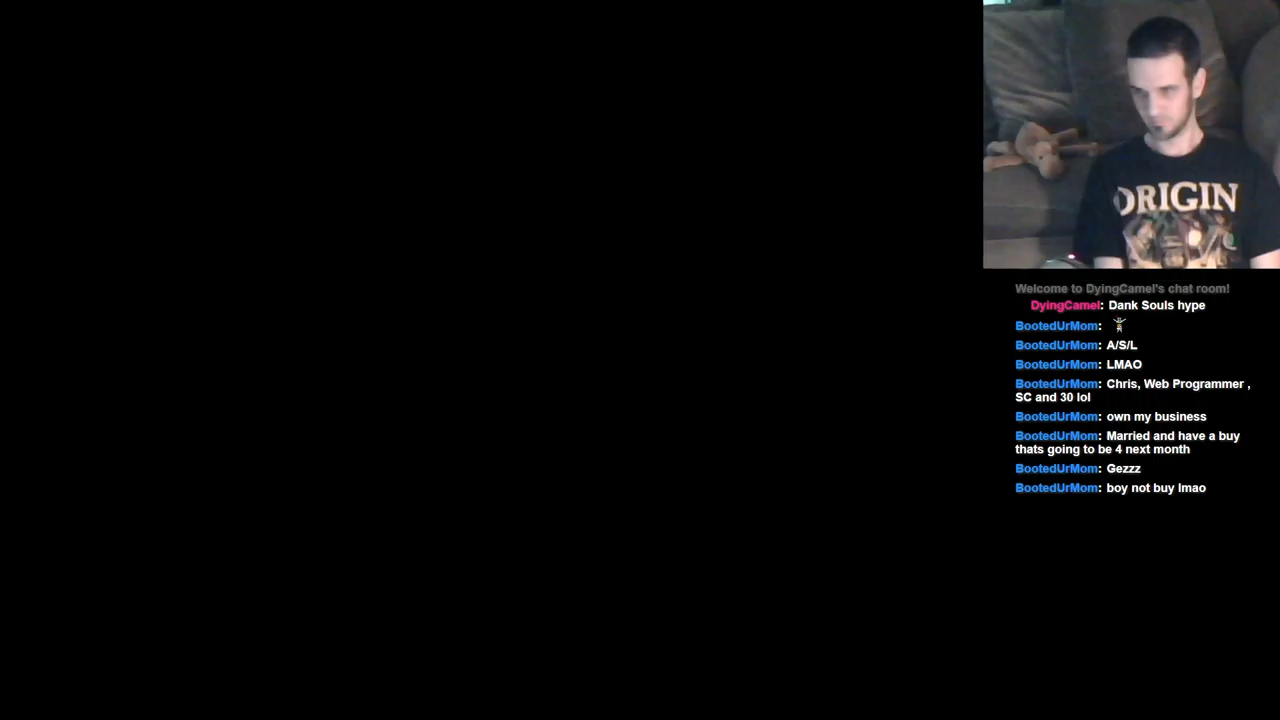 ORIGIN
Welcome to DyingCamel's chat room!
DyingCamel: Dank Souls hype
BootedUrMom:
BootedUrMom: A/S/L
BootedUrMom: LMAO
BootedUrMom: Chris, Web Programmer ,
SC and 30 lol
BootedUrMom: own my business
BootedUrMom: Married and have a buy
thats going to be 4 next month
BootedUrMom: Gezzz
BootedUrMom: boy not buy lmao